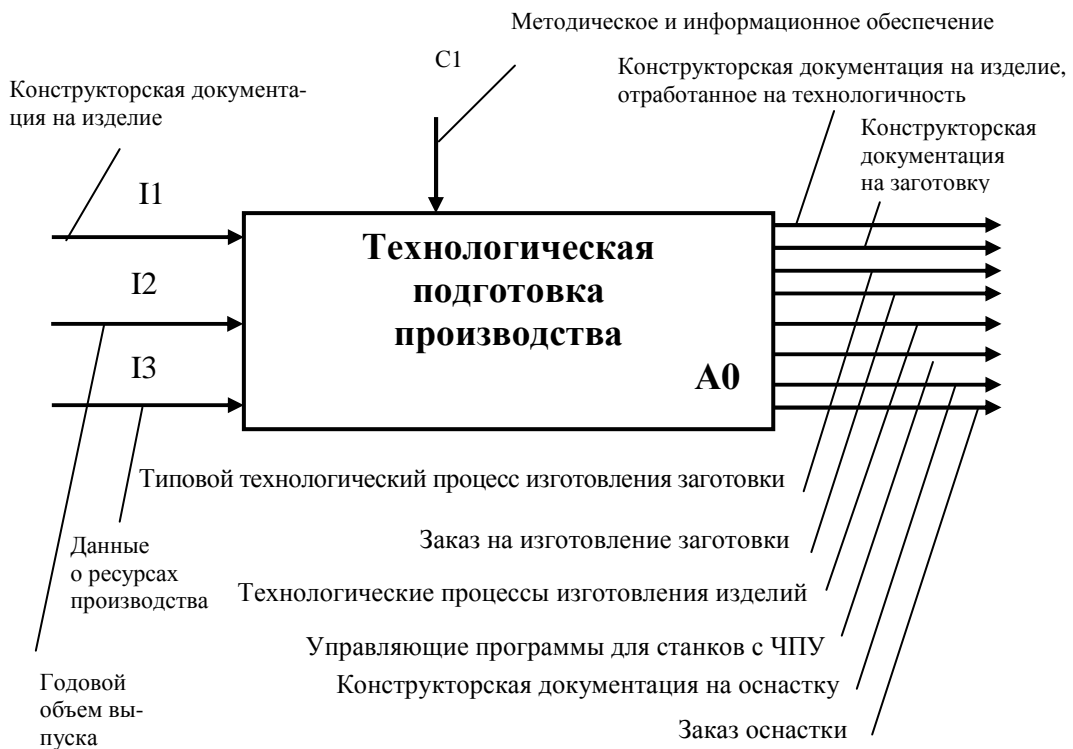 Методическое и информационное обеспечение
C1
Конструкторская документация на изделие,
отработанное на технологичность
Конструкторская документа-
ция на изделие
Конструкторская
документация
на заготовку
I1
I2
I3
Технологическая
подготовка
производства
A0
Типовой технологический процесс изготовления заготовки
Заказ на изготовление заготовки
Данные
о ресурсах
производства
Технологические процессы изготовления изделий
Управляющие программы для станков с ЧПУ
Конструкторская документация на оснастку
Годовой
объем вы-
пуска
Заказ оснастки